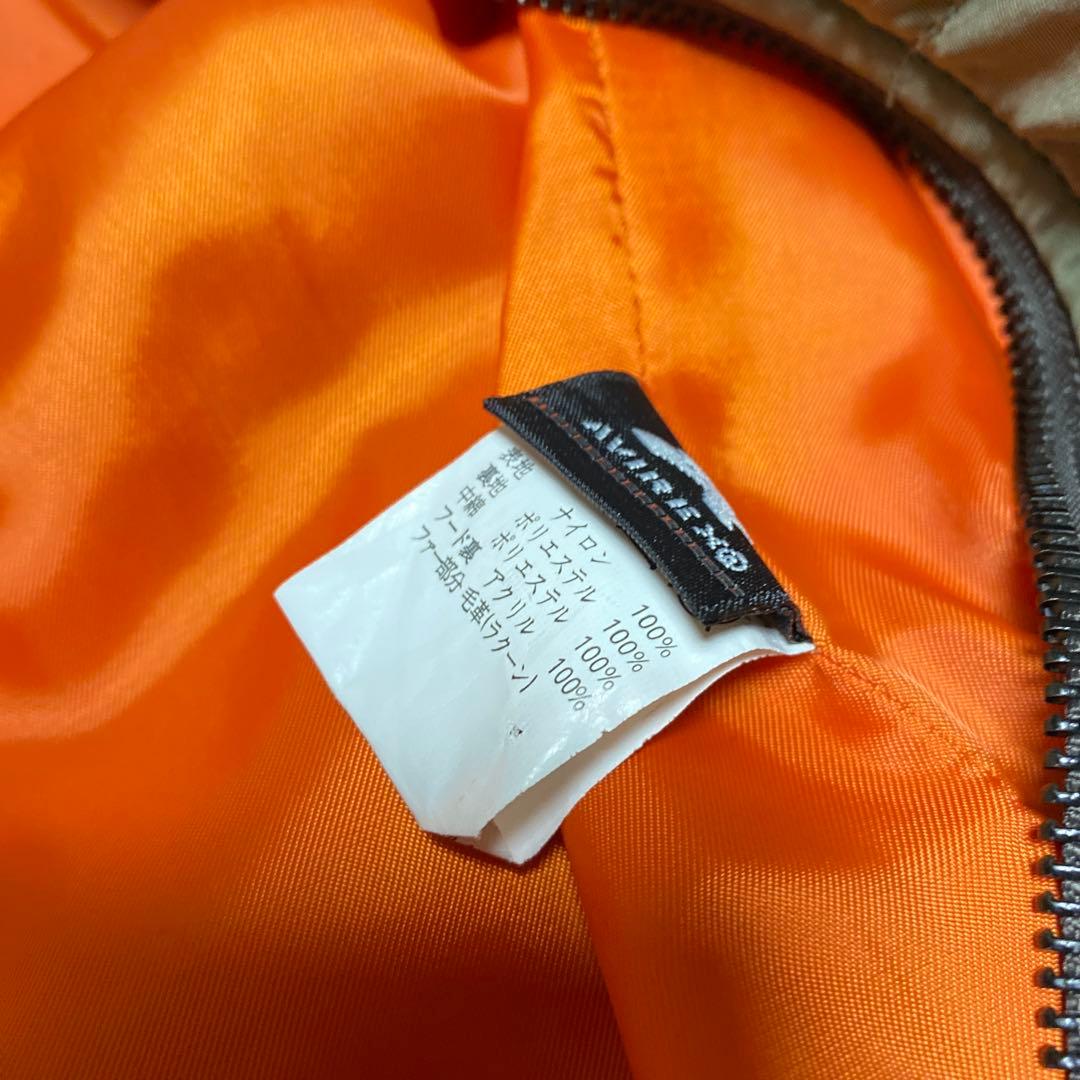 AVIREX®
表地 ナイロン 100%
裏地 ポリエステル 100%
中綿 ポリエステル 100%
フード裏 アクリル 100%
ファー部分 毛革(ラクーン)